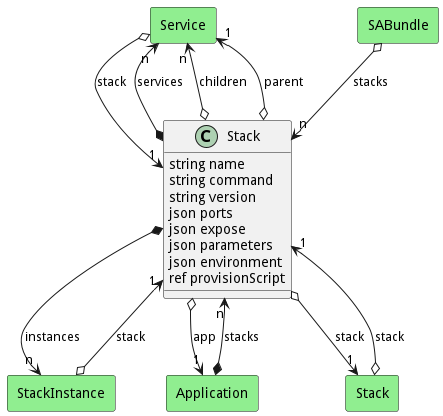 Service
SABundle
1
n
n
stack
services
children
parent
stacks
1
n
C Stack
string name
string command
string version
json ports
json expose
json parameters
json environment
ref provisionScript
1
n
1
instances
stack
app
stacks
stack
stack
n
1
1
StackInstance
Application
Stack